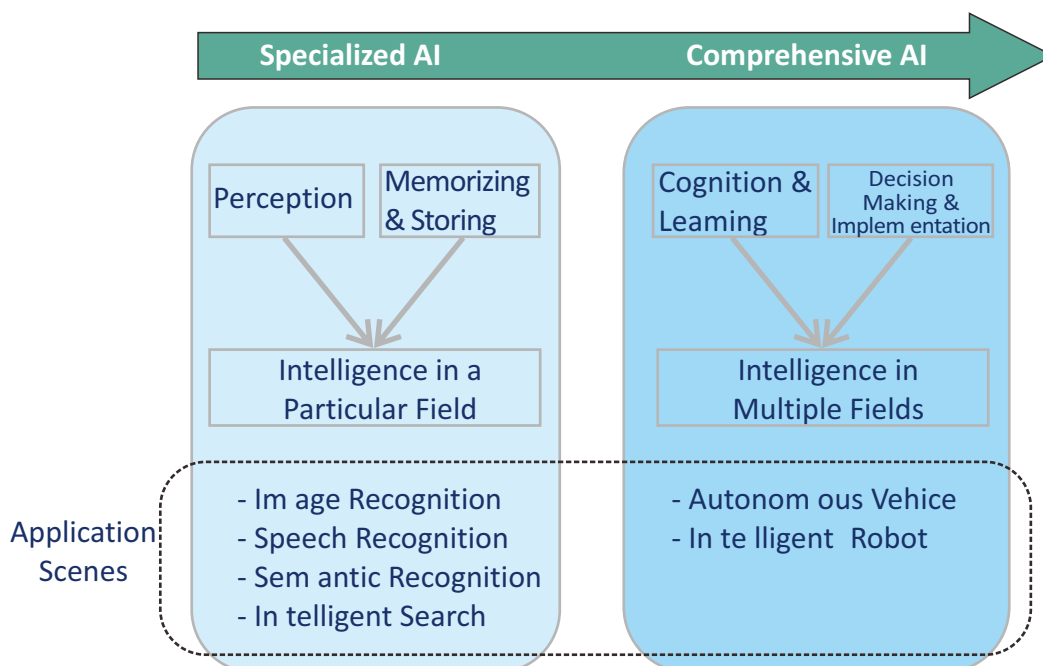 Specialized AI
Comprehensive AI
Perception
Memorizing
& Storing
Intelligence in a
Particular Field
Cognition &
Leaming
Decision
Making &
Implem entation
Intelligence in
Multiple Fields
Application
Scenes
- Im age Recognition
- Speech Recognition
- Sem antic Recognition
- In telligent Search
- Autonom ous Vehice
- In te lligent Robot